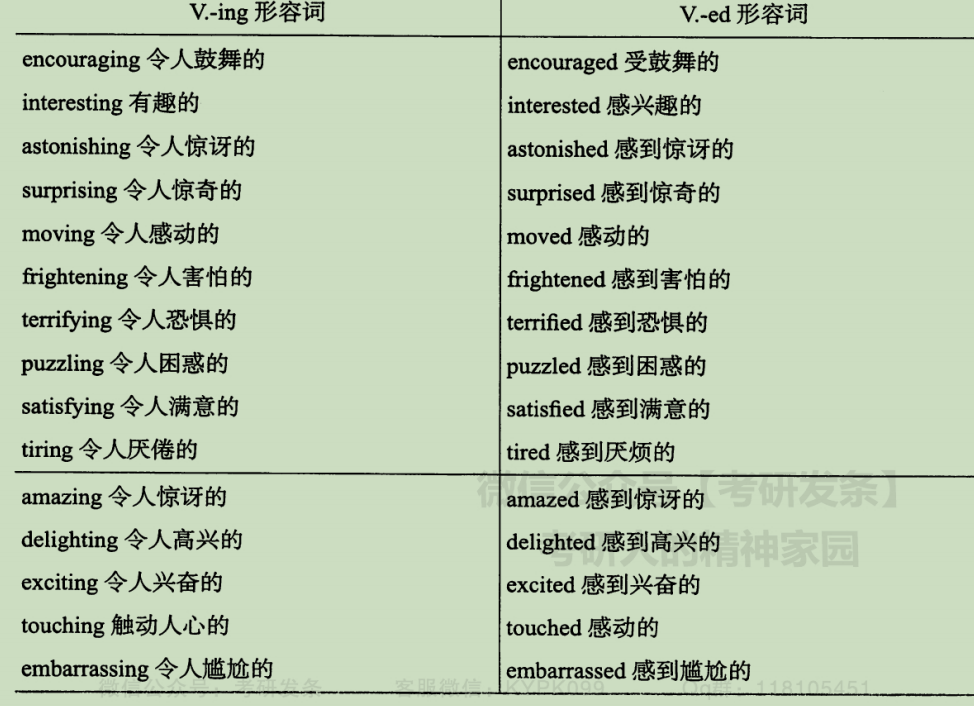 V.-ing 形容词 V.-ed 形容词
encouraging 令人鼓舞的 encouraged 受鼓舞的
interesting 有趣的 interested 感兴趣的
astonishing 令人惊讶的 astonished 感到惊讶的
surprising 令人惊奇的 surprised 感到惊奇的
moving 令人感动的 moved 感动的
frightening 令人害怕的 frightened 感到害怕的
terrifying 令人恐惧的 terrified 感到恐惧的
puzzling 令人困惑的 puzzled 感到困惑的
satisfying 令人满意的 satisfied 感到满意的
tiring 令人厌倦的 tired 感到厌烦的
微信公众号【考研发条】
amazing 令人惊讶的 amazed 感到惊讶的
delighting 令人高兴的 delighted 感到高兴的
考研人的精神家园
exciting 令人兴奋的 excited 感到兴奋的
touching 触动人心的 touched 感动的
embarrassing 令人尴尬的 embarrassed 感到尴尬的
微信公众号：考研发条 客服微信：KYPK099 Qq群：118105451